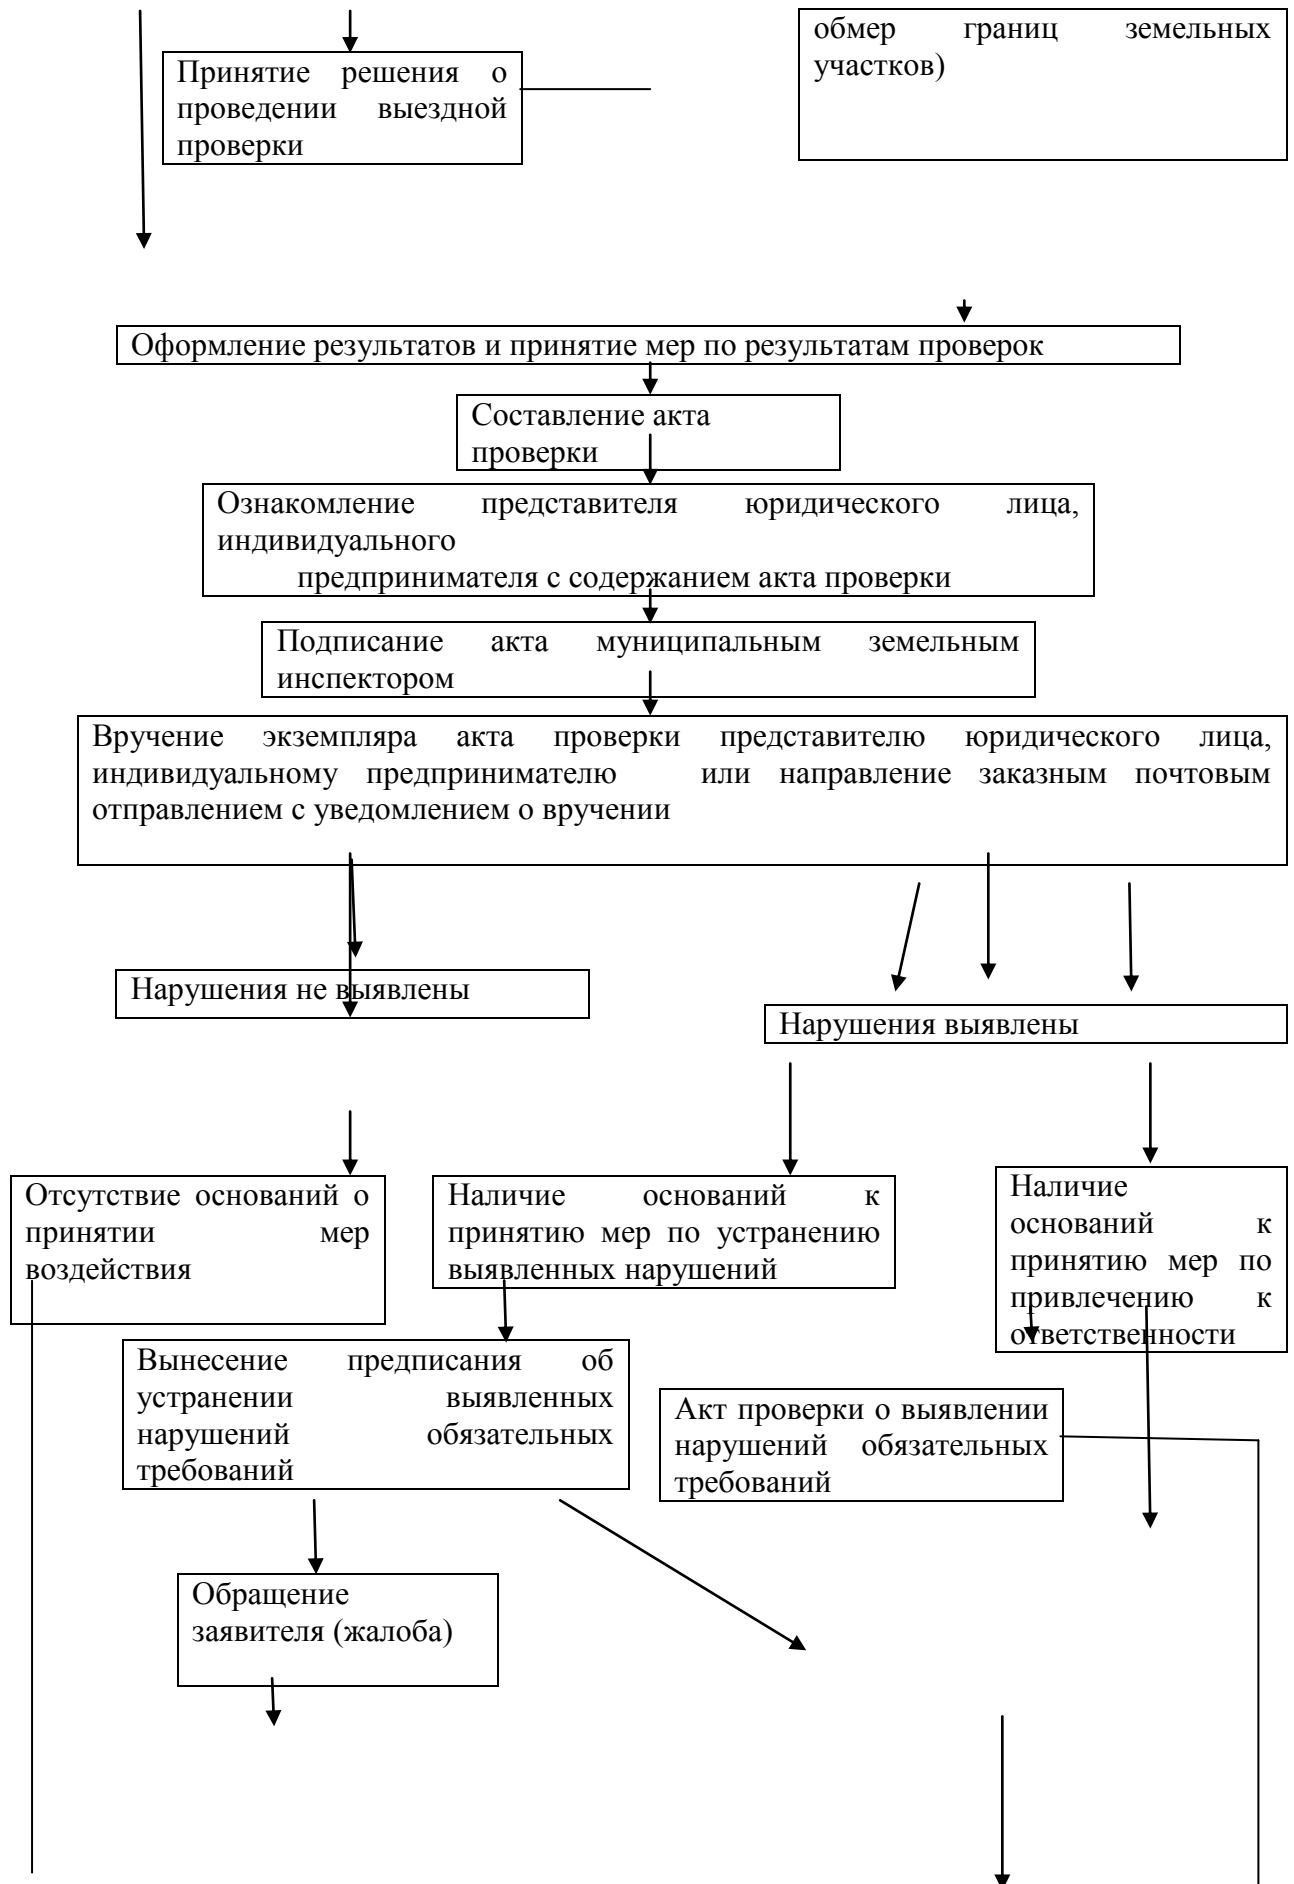 обмер границ земельных
участков)
Принятие решения о
проведении выездной
проверки
Оформление результатов и принятие мер по результатам проверок
Составление акта
проверки
Ознакомление представителя юридического лица,
индивидуального
предпринимателя с содержанием акта проверки
Подписание акта муниципальным земельным
инспектором
Вручение экземпляра акта проверки представителю юридического лица,
индивидуальному предпринимателю или направление заказным почтовым
отправлением с уведомлением о вручении
Нарушения не выявлены
Нарушения выявлены
Отсутствие оснований о
принятии мер
воздействия
Наличие оснований к
принятию мер по устранению
выявленных нарушений
Наличие
оснований к
принятию мер по
привлечению к
ответственности
Вынесение предписания об
устранении выявленных
нарушений обязательных
требований
Акт проверки о выявлении
нарушений обязательных
требований
Обращение
заявителя (жалоба)